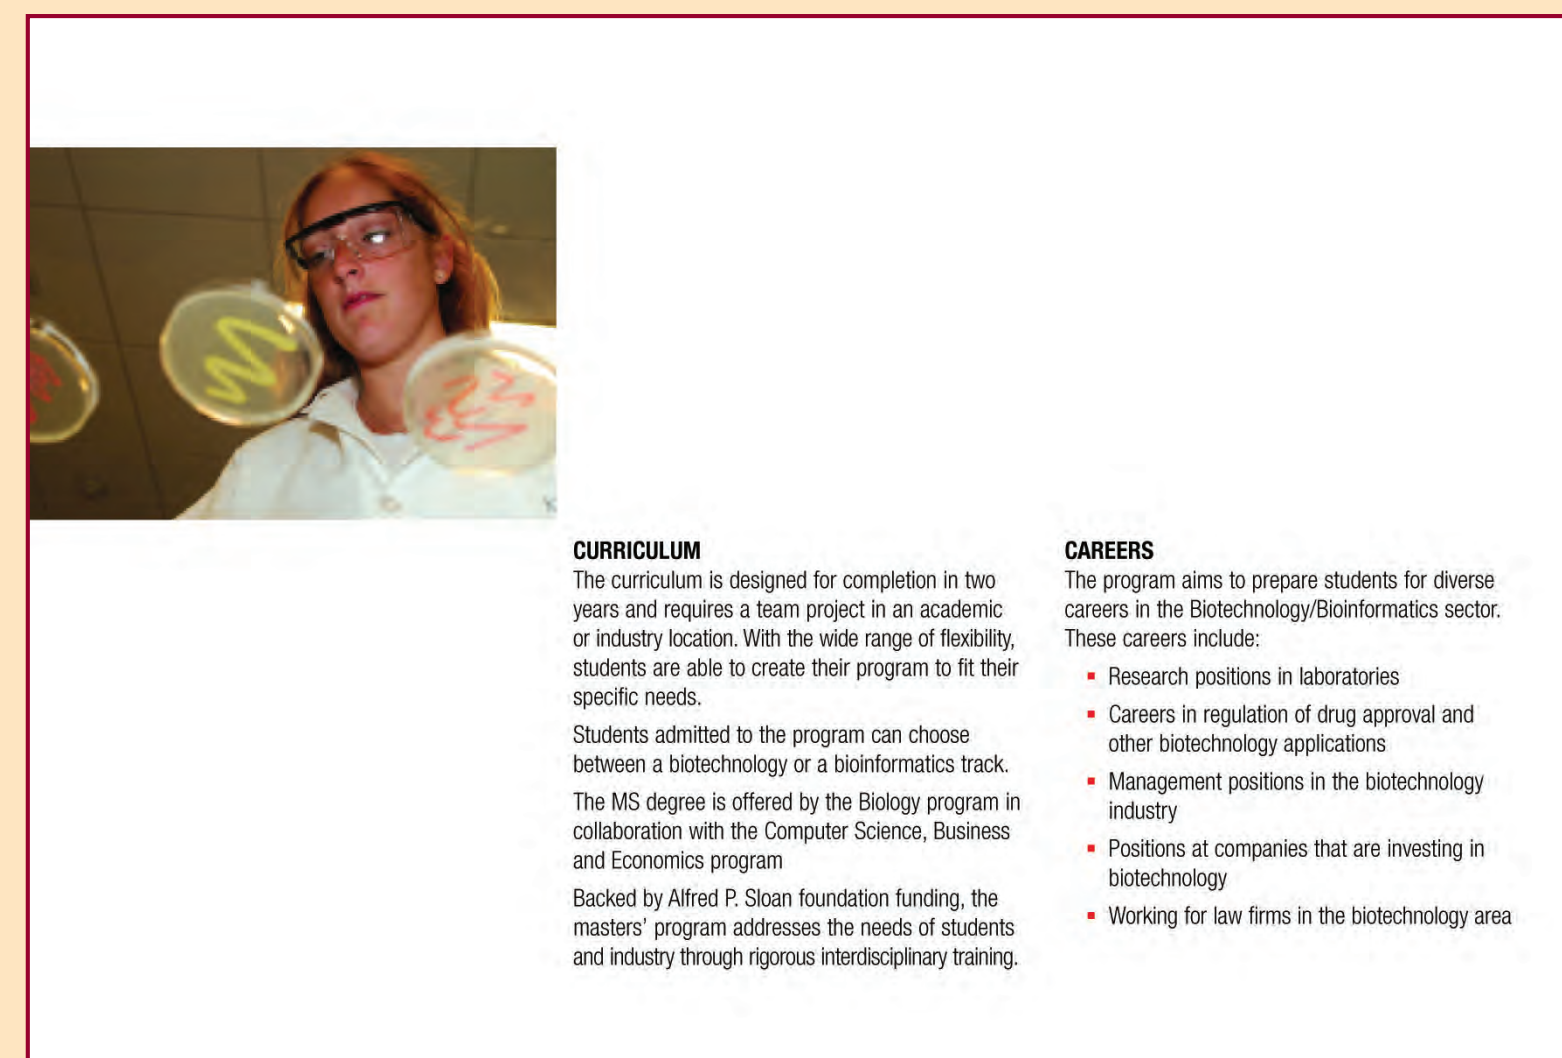 CURRICULUM
The curriculum is designed for completion in two
years and requires a team project in an academic
or industry location. With the wide range of flexibility,
students are able to create their program to fit their
specific needs.
Students admitted to the program can choose
between a biotechnology or a bioinformatics track.
The MS degree is offered by the Biology program in
collaboration with the Computer Science, Business
and Economics program
Backed by Alfred P. Sloan foundation funding, the
masters’ program addresses the needs of students
and industry through rigorous interdisciplinary training.
CAREERS
The program aims to prepare students for diverse
careers in the Biotechnology/Bioinformatics sector.
These careers include:
▪ Research positions in laboratories
▪ Careers in regulation of drug approval and
other biotechnology applications
▪ Management positions in the biotechnology
industry
▪ Positions at companies that are investing in
biotechnology
▪ Working for law firms in the biotechnology area